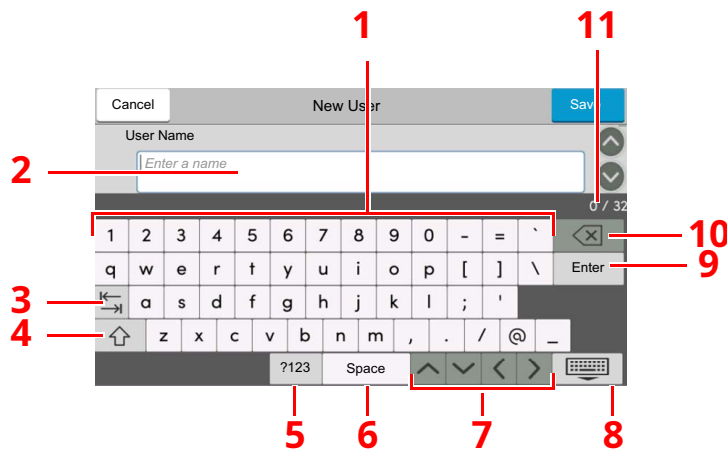 1 11
Cancel New User Sav
User Name
2 Enter a name
0 / 32
1 2 3 4 5 6 7 8 9 0 - = ` 10
q w e r t y u i o p [ ] \ Enter 9
3 a s d f g h j k l ; '
4 z x c v b n m , . / @ _
?123 Space
5 6 7 8